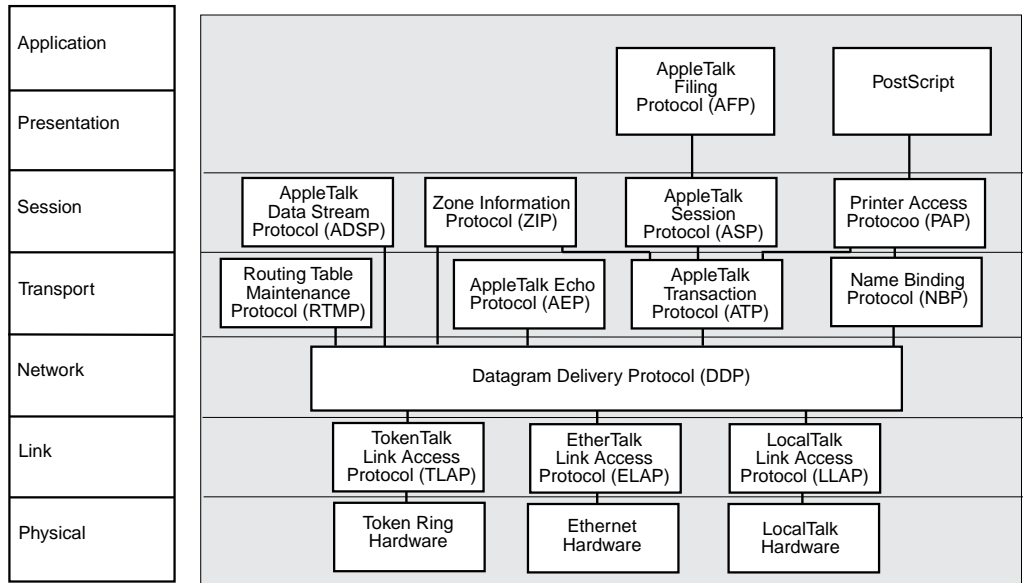 Application
AppleTalk
Filing
Protocol (AFP)
PostScript
Presentation
Session
AppleTalk
Data Stream
Protocol (ADSP)
Zone Information
Protocol (ZIP)
AppleTalk
Session
Protocol (ASP)
Printer Access
Protocoo (PAP)
Transport
Routing Table
Maintenance
Protocol (RTMP)
AppleTalk Echo
Protocol (AEP)
AppleTalk
Transaction
Protocol (ATP)
Name Binding
Protocol (NBP)
Network
Datagram Delivery Protocol (DDP)
Link
TokenTalk
Link Access
Protocol (TLAP)
EtherTalk
Link Access
Protocol (ELAP)
LocalTalk
Link Access
Protocol (LLAP)
Physical
Token Ring
Hardware
Ethernet
Hardware
LocalTalk
Hardware